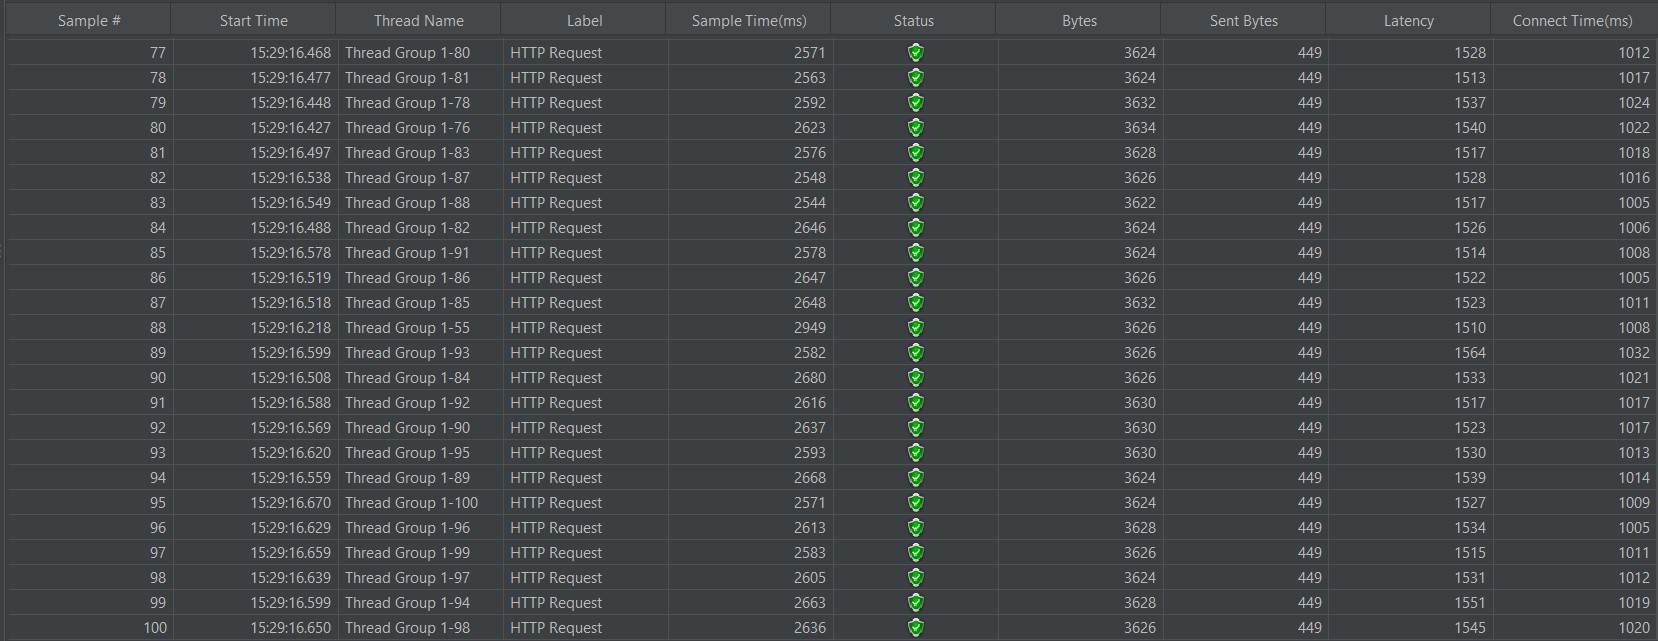 Sample # Start Time Thread Name Label Sample Time(ms) Status Bytes Sent Bytes Latency Connect Time(ms)
77 15:29:16.468 Thread Group 1-80 HTTP Request 2571 3624 449 1528 1012
78 15:29:16.477 Thread Group 1-81 HTTP Request 2563 3624 449 1513 1017
79 15:29:16.448 Thread Group 1-78 HTTP Request 2592 3632 449 1537 1024
80 15:29:16.427 Thread Group 1-76 HTTP Request 2623 3634 449 1540 1022
81 15:29:16.497 Thread Group 1-83 HTTP Request 2576 3628 449 1517 1018
82 15:29:16.538 Thread Group 1-87 HTTP Request 2548 3626 449 1528 1016
83 15:29:16.549 Thread Group 1-88 HTTP Request 2544 3622 449 1517 1005
84 15:29:16.488 Thread Group 1-82 HTTP Request 2646 3624 449 1526 1006
85 15:29:16.578 Thread Group 1-91 HTTP Request 2578 3624 449 1514 1008
86 15:29:16.519 Thread Group 1-86 HTTP Request 2647 3626 449 1522 1005
87 15:29:16.518 Thread Group 1-85 HTTP Request 2648 3632 449 1523 1011
88 15:29:16.218 Thread Group 1-55 HTTP Request 2949 3626 449 1510 1008
89 15:29:16.599 Thread Group 1-93 HTTP Request 2582 3626 449 1564 1032
90 15:29:16.508 Thread Group 1-84 HTTP Request 2680 3626 449 1533 1021
91 15:29:16.588 Thread Group 1-92 HTTP Request 2616 3630 449 1517 1017
92 15:29:16.569 Thread Group 1-90 HTTP Request 2637 3630 449 1523 1017
93 15:29:16.620 Thread Group 1-95 HTTP Request 2593 3630 449 1530 1013
94 15:29:16.559 Thread Group 1-89 HTTP Request 2668 3624 449 1539 1014
95 15:29:16.670 Thread Group 1-100 HTTP Request 2571 3624 449 1527 1009
96 15:29:16.629 Thread Group 1-96 HTTP Request 2613 3628 449 1534 1005
97 15:29:16.659 Thread Group 1-99 HTTP Request 2583 3626 449 1515 1011
98 15:29:16.639 Thread Group 1-97 HTTP Request 2605 3624 449 1531 1012
99 15:29:16.599 Thread Group 1-94 HTTP Request 2663 3628 449 1551 1019
100 15:29:16.650 Thread Group 1-98 HTTP Request 2636 3626 449 1545 1020